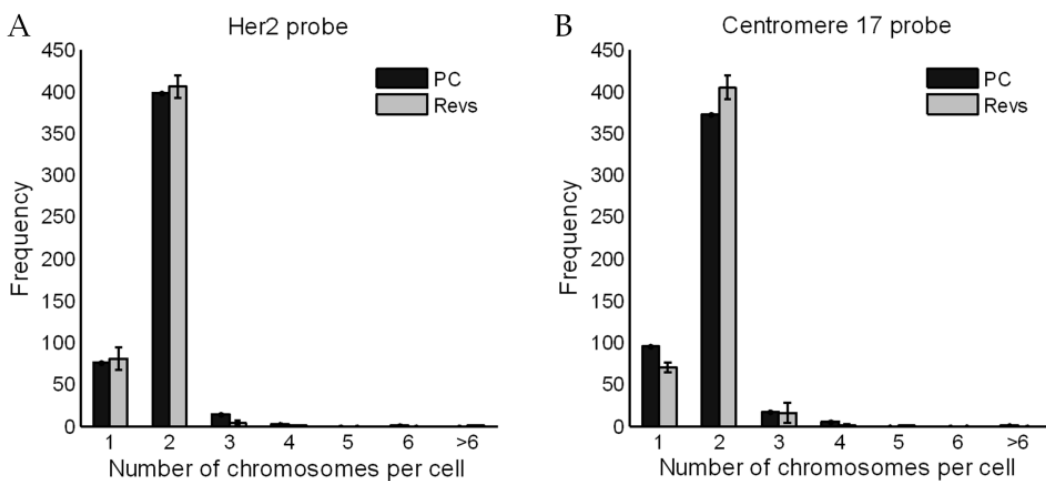 A
Her2 probe
450
400
350
300
250
200
150
100
50
0
Frequency
PC
Revs
1 2 3 4 5 6 >6
Number of chromosomes per cell
B
Centromere 17 probe
450
400
350
300
250
200
150
100
50
0
Frequency
PC
Revs
1 2 3 4 5 6 >6
Number of chromosomes per cell